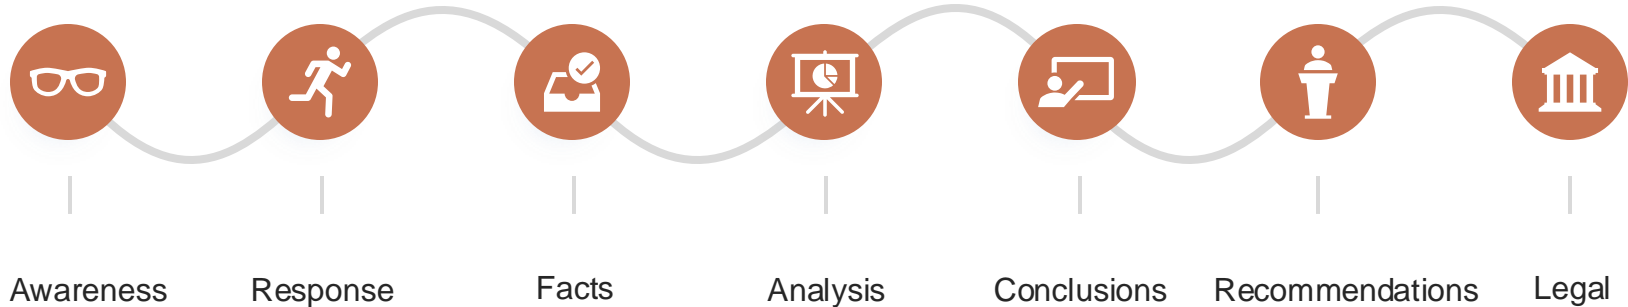 Awareness
Response
Facts
Analysis
Conclusions
Recommendations
Legal